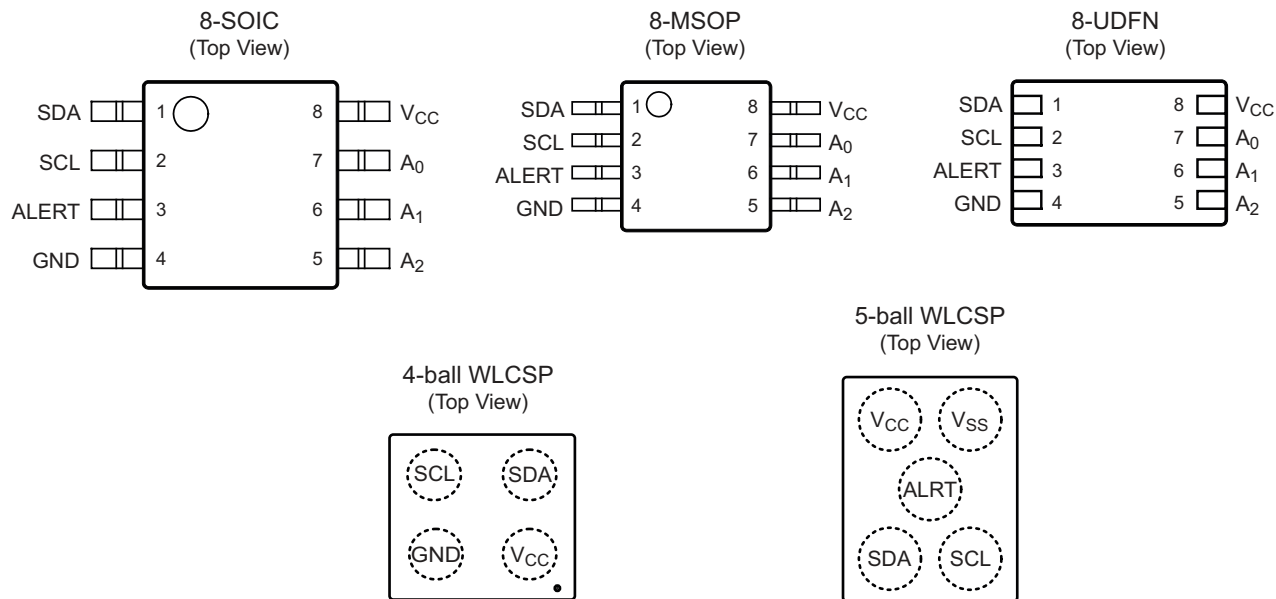 8-SOIC
(Top View)
SDA 1 8 VCC
SCL 2 7 A0
ALERT 3 6 A1
GND 4 5 A2
8-MSOP
(Top View)
SDA 1 8 VCC
SCL 2 7 A0
ALERT 3 6 A1
GND 4 5 A2
8-UDFN
(Top View)
SDA 1 8 VCC
SCL 2 7 A0
ALERT 3 6 A1
GND 4 5 A2
4-ball WLCSP
(Top View)
SCL SDA
GND VCC
5-ball WLCSP
(Top View)
VCC VSS
ALRT
SDA SCL